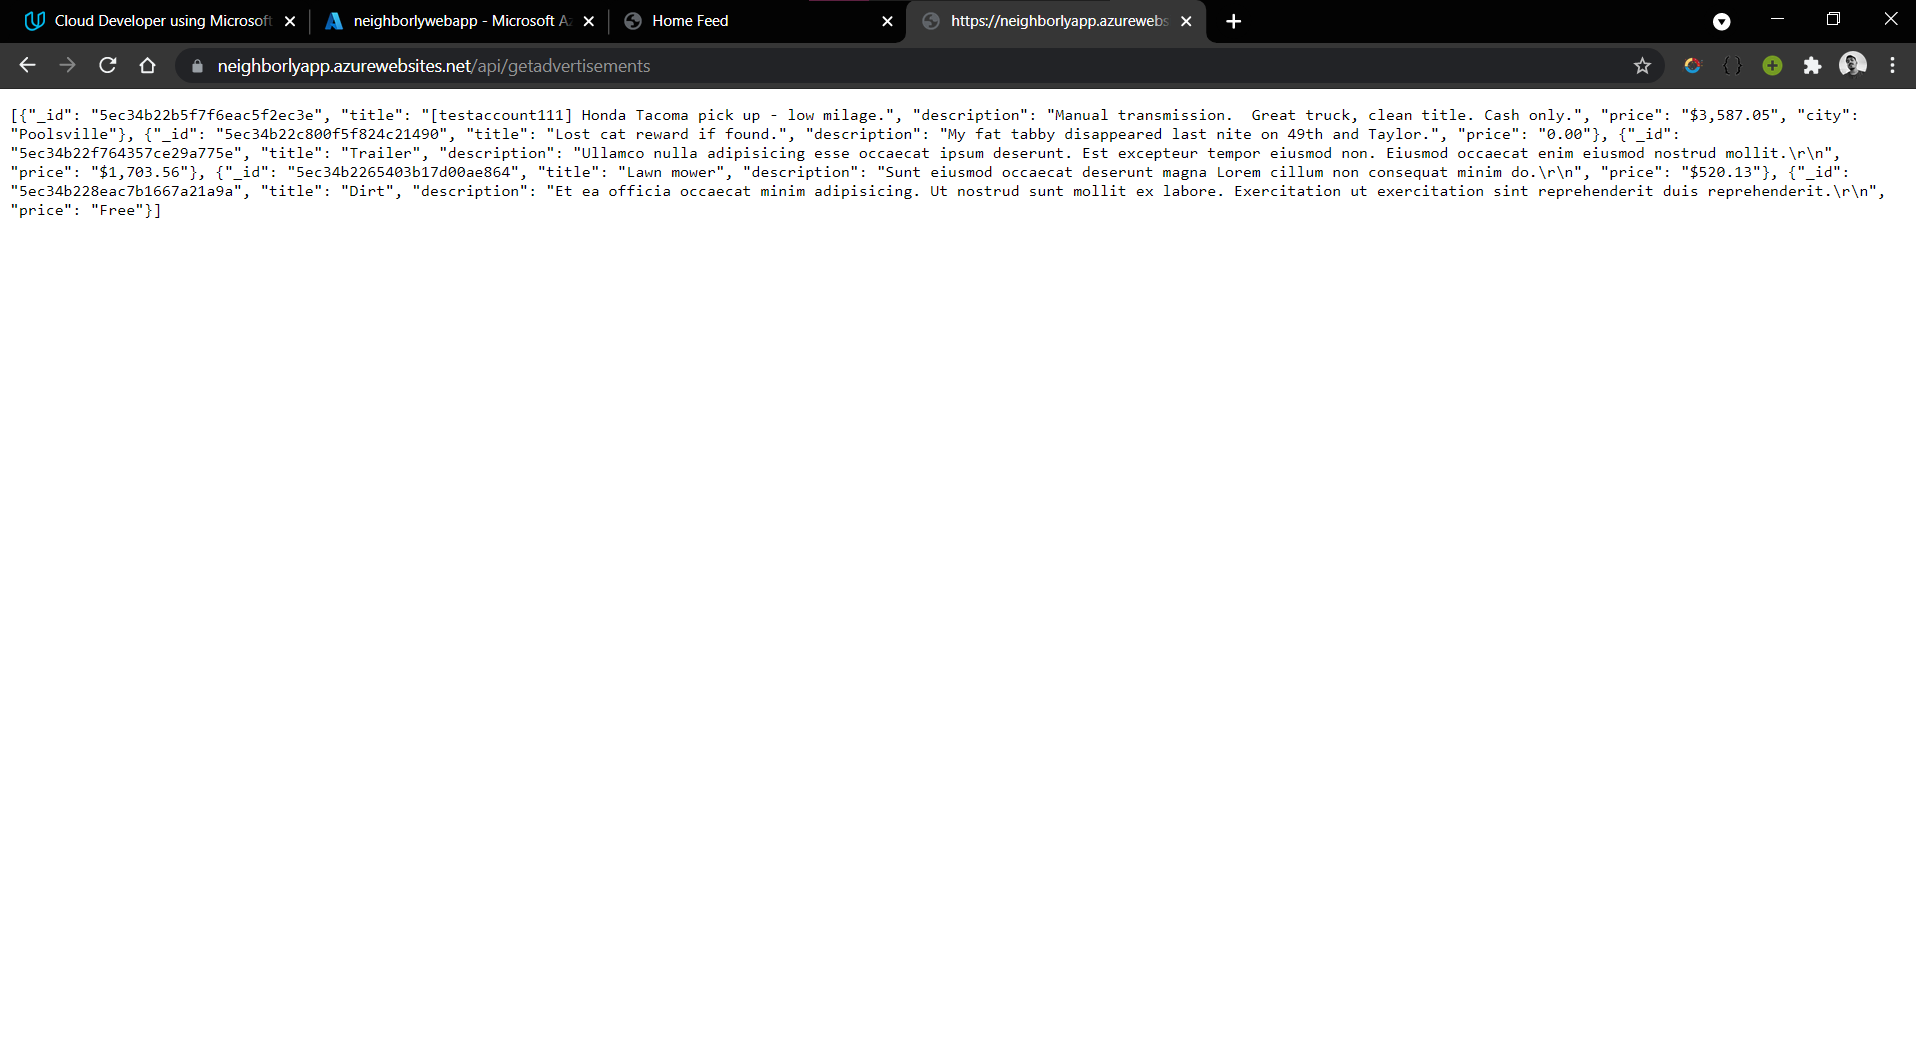 Cloud Developer using Microsoft
neighborlywebapp - Microsoft A
Home Feed
https://neighborlyapp.azurewebs
neighborlyapp.azurewebsites.net/api/getadvertisements
[{"_id": "5ec34b22b5f7f6eac5f2ec3e", "title": "[testaccount111] Honda Tacoma pick up - low milage.", "description": "Manual transmission.  Great truck, clean title. Cash only.", "price": "$3,587.05", "city":
"Poolsville"}, {"_id": "5ec34b22c800f5f824c21490", "title": "Lost cat reward if found.", "description": "My fat tabby disappeared last nite on 49th and Taylor.", "price": "0.00"}, {"_id":
"5ec34b22f764357ce29a775e", "title": "Trailer", "description": "Ullamco nulla adipisicing esse occaecat ipsum deserunt. Est excepteur tempor eiusmod non. Eiusmod occaecat enim eiusmod nostrud mollit.\r\n",
"price": "$1,703.56"}, {"_id": "5ec34b2265403b17d00ae864", "title": "Lawn mower", "description": "Sunt eiusmod occaecat deserunt magna Lorem cillum non consequat minim do.\r\n", "price": "$520.13"}, {"_id":
"5ec34b228eac7b1667a21a9a", "title": "Dirt", "description": "Et ea officia occaecat minim adipisicing. Ut nostrud sunt mollit ex labore. Exercitation ut exercitation sint reprehenderit duis reprehenderit.\r\n",
"price": "Free"}]